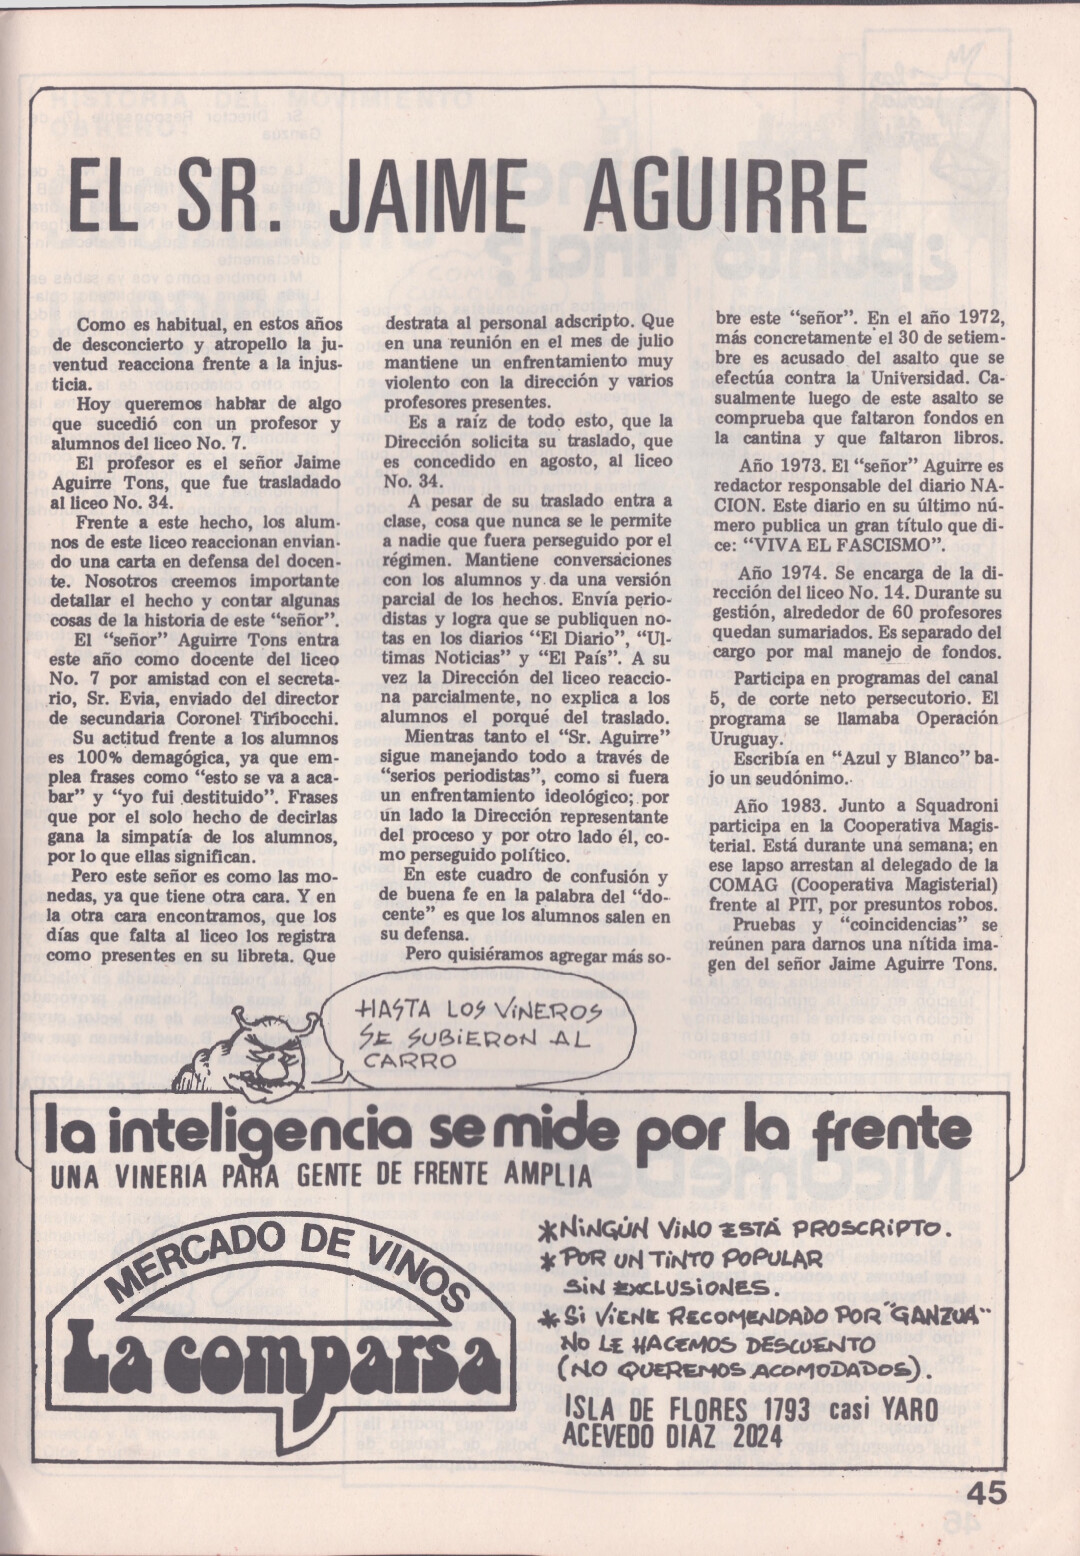 EL SR. JAIME AGUIRRE
Como es habitual, en estos años
de desconcierto y atropello la ju-
ventud reacciona frente a la injus-
ticia.
Hoy queremos hablar de algo
que sucedió con un profesor y
alumnos del liceo No. 7.
El profesor es el señor Jaime
Aguirre Tons, que fue trasladado
al liceo No. 34.
Frente a este hecho, los alum-
nos de este liceo reaccionan envian-
do una carta en defensa del docen-
te. Nosotros creemos importante
detallar el hecho y contar algunas
cosas de la historia de este “señor”.
El “señor” Aguirre Tons entra
este año como docente del liceo
No. 7 por amistad con el secreta-
rio, Sr. Evia, enviado del director
de secundaria Coronel Tiribocchi.
Su actitud frente a los alumnos
es 100% demagógica, ya que em-
plea frases como “esto se va a aca-
bar” y “yo fui destituido”. Frases
que por el solo hecho de decirlas
gana la simpatía de los alumnos,
por lo que ellas significan.
Pero este señor es como las mo-
nedas, ya que tiene otra cara. Y en
la otra cara encontramos, que los
días que falta al liceo los registra
como presentes en su libreta. Que
destrata al personal adscripto. Que
en una reunión en el mes de julio
mantiene un enfrentamiento muy
violento con la dirección y varios
profesores presentes.
Es a raíz de todo esto, que la
Dirección solicita su traslado, que
es concedido en agosto, al liceo
No. 34.
A pesar de su traslado entra a
clase, cosa que nunca se le permite
a nadie que fuera perseguido por el
régimen. Mantiene conversaciones
con los alumnos y da una versión
parcial de los hechos. Envía perio-
distas y logra que se publiquen no-
tas en los diarios “El Diario”, “Ul-
timas Noticias” y “El País”. A su
vez la Dirección del liceo reaccio-
na parcialmente, no explica a los
alumnos el porqué del traslado.
Mientras tanto el “Sr. Aguirre”
sigue manejando todo a través de
“serios periodistas”, como si fuera
un enfrentamiento ideológico; por
un lado la Dirección representante
del proceso y por otro lado él, co-
mo perseguido político.
En este cuadro de confusión y
de buena fe en la palabra del “do-
cente” es que los alumnos salen en
su defensa.
Pero quisiéramos agregar más so-
bre este “señor”. En el año 1972,
más concretamente el 30 de setiem-
bre es acusado del asalto que se
efectúa contra la Universidad. Ca-
sualmente luego de este asalto se
comprueba que faltaron fondos en
la cantina y que faltaron libros.
Año 1973. El “señor” Aguirre es
redactor responsable del diario NA-
CION. Este diario en su último nú-
mero publica un gran título que di-
ce: “VIVA EL FASCISMO”.
Año 1974. Se encarga de la di-
rección del liceo No. 14. Durante su
gestión, alrededor de 60 profesores
quedan sumariados. Es separado del
cargo por mal manejo de fondos.
Participa en programas del canal
5, de corte neto persecutorio. El
programa se llamaba Operación
Uruguay.
Escribía en “Azul y Blanco” ba-
jo un seudónimo.
Año 1983. Junto a Squadroni
participa en la Cooperativa Magis-
terial. Está durante una semana; en
ese lapso arrestan al delegado de la
COMAG (Cooperativa Magisterial)
frente al PIT, por presuntos robos.
Pruebas y “coincidencias” se
reúnen para darnos una nítida ima-
gen del señor Jaime Aguirre Tons.
HASTA LOS VINEROS
SE SUBIERON AL
CARRO
la inteligencia se mide por la frente
UNA VINERIA PARA GENTE DE FRENTE AMPLIA
MERCADO DE VINOS
La comparsa
*NINGÚN VINO ESTÁ PROSCRIPTO.
*POR UN TINTO POPULAR
SIN EXCLUSIONES.
*SI VIENE RECOMENDADO POR “GANZUA”
NO LE HACEMOS DESCUENTO
(NO QUEREMOS ACOMODADOS).
ISLA DE FLORES 1793 casi YARO
ACEVEDO DIAZ 2024
45